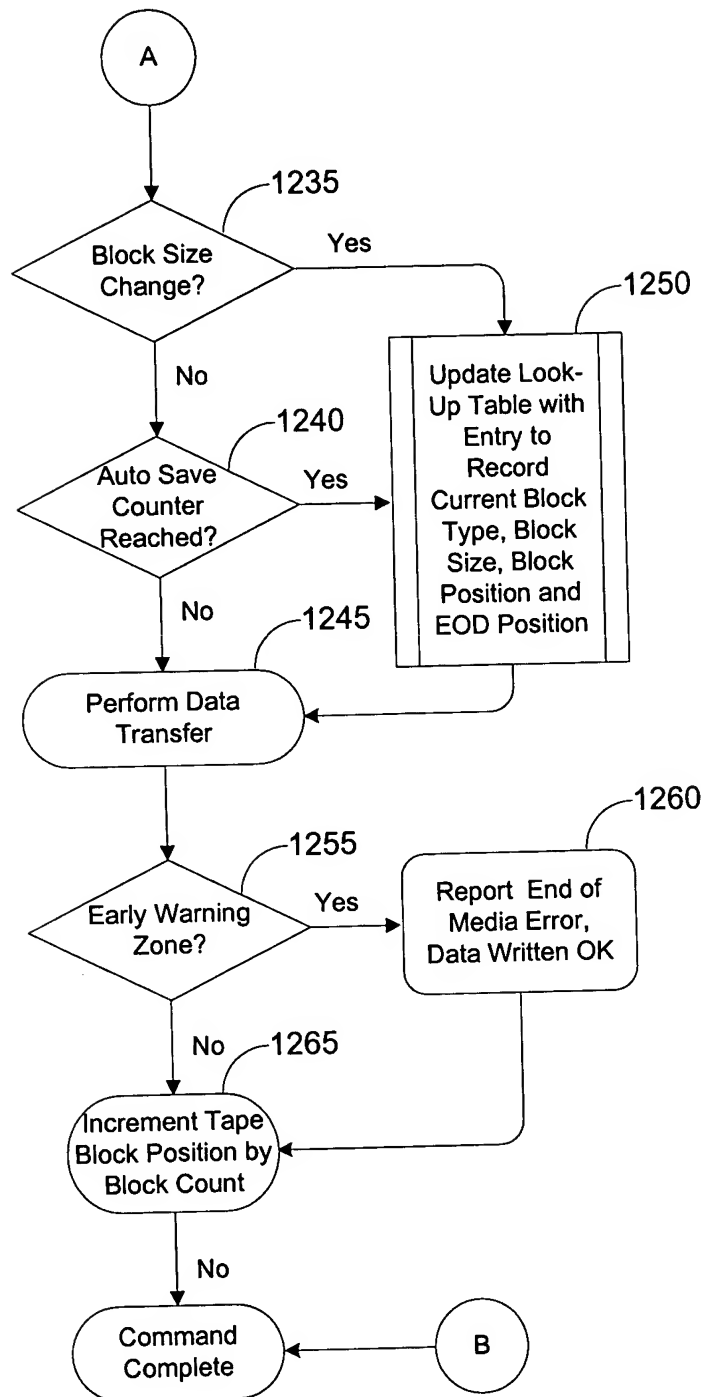 A
1235
Block Size
Change?
Yes
No
1250
Update Look-
Up Table with
Entry to
Record
Current Block
Type, Block
Size, Block
Position and
EOD Position
1240
Auto Save
Counter
Reached?
Yes
No
1245
Perform Data
Transfer
1255
Early Warning
Zone?
Yes
No
1260
Report End of
Media Error,
Data Written OK
1265
Increment Tape
Block Position by
Block Count
No
Command
Complete
B